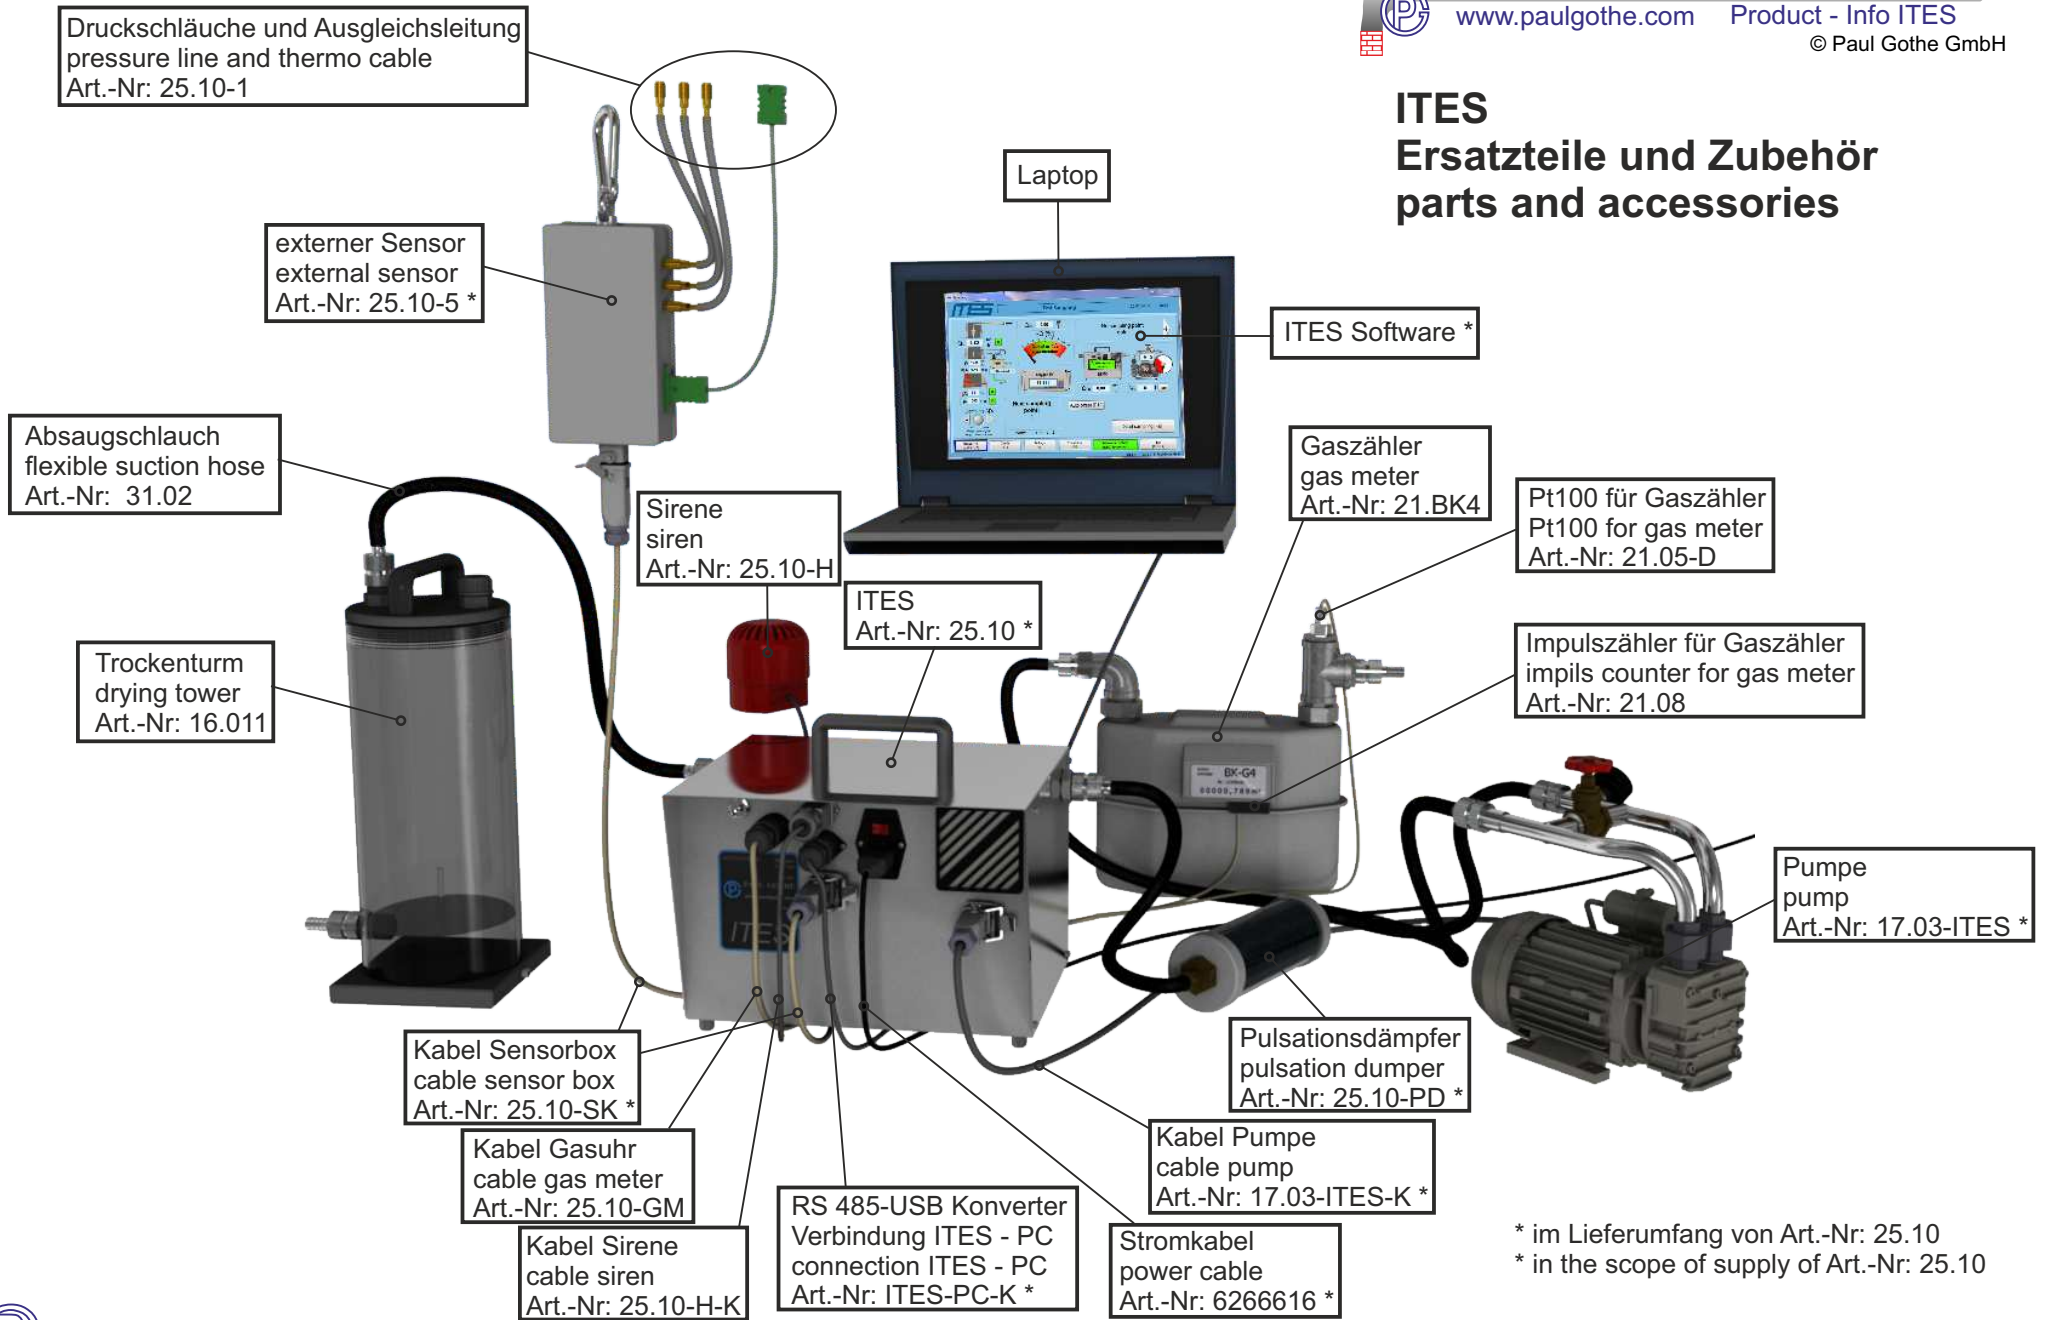 www.paulgothe.com Product - Info ITES
© Paul Gothe GmbH
ITES
Ersatzteile und Zubehör
parts and accessories
Druckschläuche und Ausgleichsleitung
pressure line and thermo cable
Art.-Nr: 25.10-1
Laptop
externer Sensor
external sensor
Art.-Nr: 25.10-5 *
ITES Software *
Absaugschlauch
flexible suction hose
Art.-Nr: 31.02
Gaszähler
gas meter
Art.-Nr: 21.BK4
Pt100 für Gaszähler
Pt100 for gas meter
Art.-Nr: 21.05-D
Sirene
siren
Art.-Nr: 25.10-H
ITES
Art.-Nr: 25.10 *
Impulszähler für Gaszähler
impils counter for gas meter
Art.-Nr: 21.08
Trockenturm
drying tower
Art.-Nr: 16.011
BK-G4
ITES
Pumpe
pump
Art.-Nr: 17.03-ITES *
Kabel Sensorbox
cable sensor box
Art.-Nr: 25.10-SK *
Pulsationsdämpfer
pulsation dumper
Art.-Nr: 25.10-PD *
Kabel Gasuhr
cable gas meter
Art.-Nr: 25.10-GM
Kabel Pumpe
cable pump
Art.-Nr: 17.03-ITES-K *
Kabel Sirene
cable siren
Art.-Nr: 25.10-H-K
RS 485-USB Konverter
Verbindung ITES - PC
connection ITES - PC
Art.-Nr: ITES-PC-K *
Stromkabel
power cable
Art.-Nr: 6266616 *
* im Lieferumfang von Art.-Nr: 25.10
* in the scope of supply of Art.-Nr: 25.10